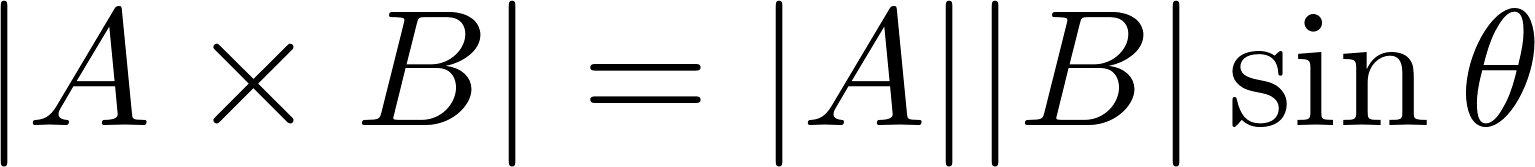 |A × B| = |A||B| sin θ